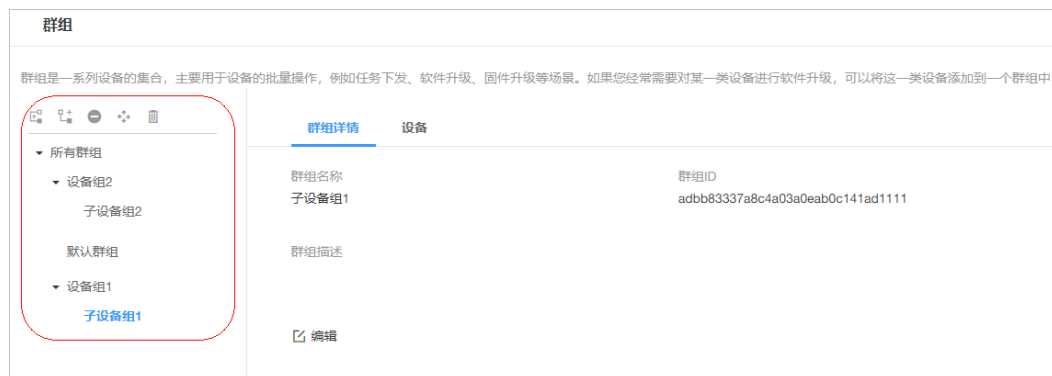 群组
群组是一系列设备的集合，主要用于设备的批量操作，例如任务下发、软件升级、固件升级等场景。如果您经常需要对某一类设备进行软件升级，可以将这一类设备添加到一个群组中
群组详情 设备
所有群组
设备组2
子设备组2
默认群组
设备组1
子设备组1
群组名称 群组ID
子设备组1 adbb83337a8c4a03a0eab0c141ad1111
群组描述
编辑